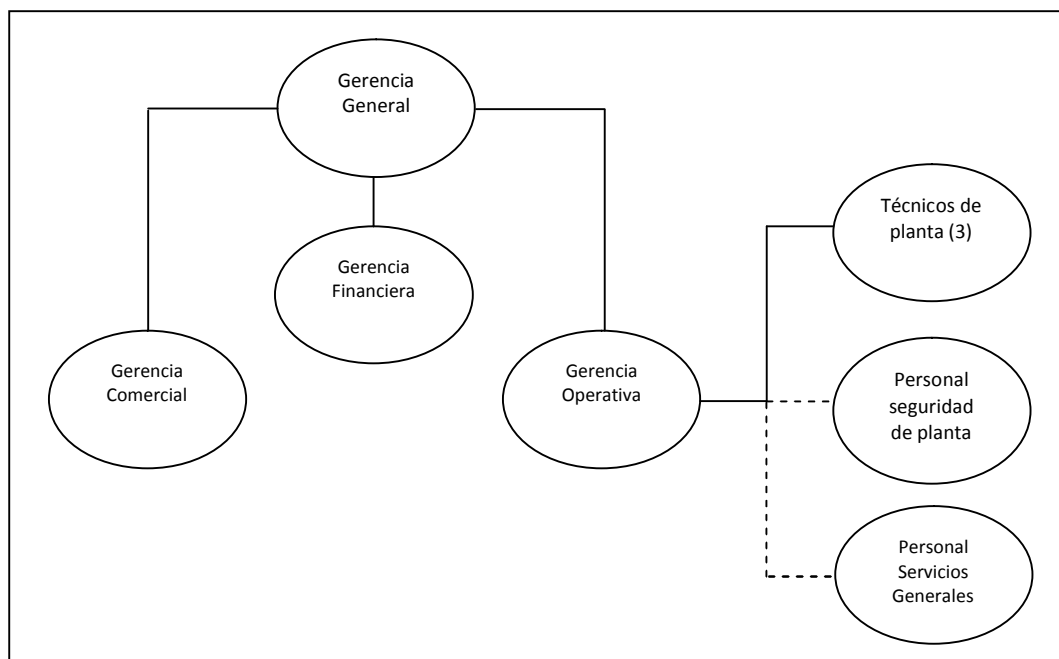 Gerencia
General
Gerencia
Financiera
Gerencia
Comercial
Gerencia
Operativa
Técnicos de
planta (3)
Personal
seguridad
de planta
Personal
Servicios
Generales